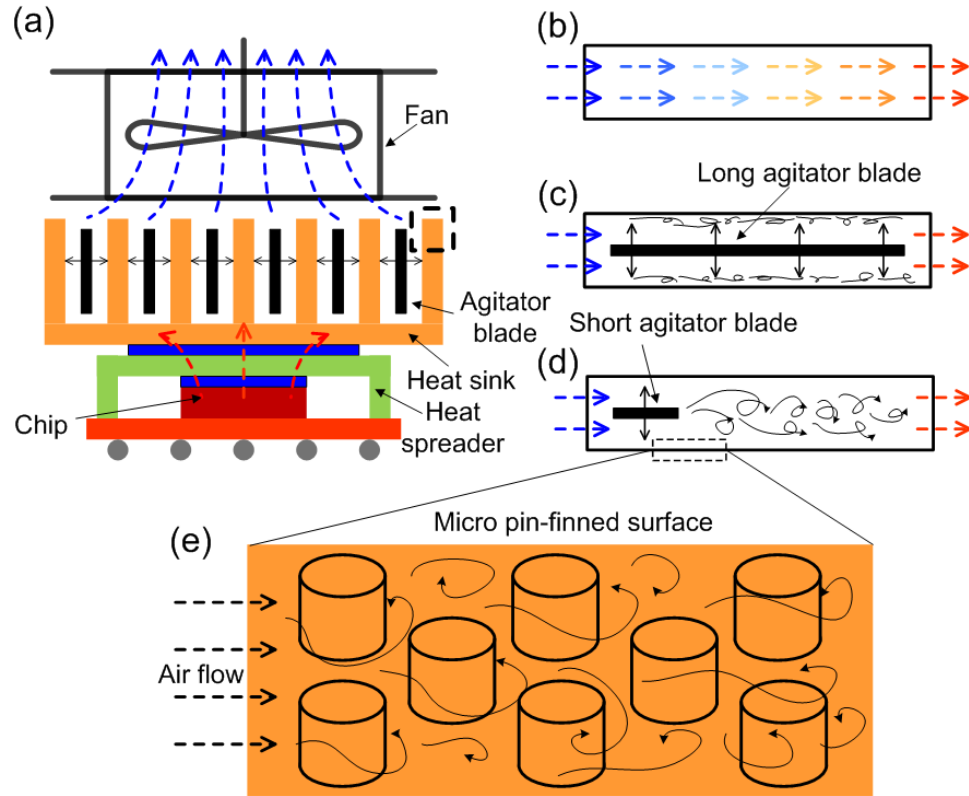 (a)
Fan
Agitator
blade
Heat sink
Heat
spreader
Chip
(b)
(c)
Long agitator blade
Short agitator blade
(d)
Micro pin-finned surface
(e)
Air flow